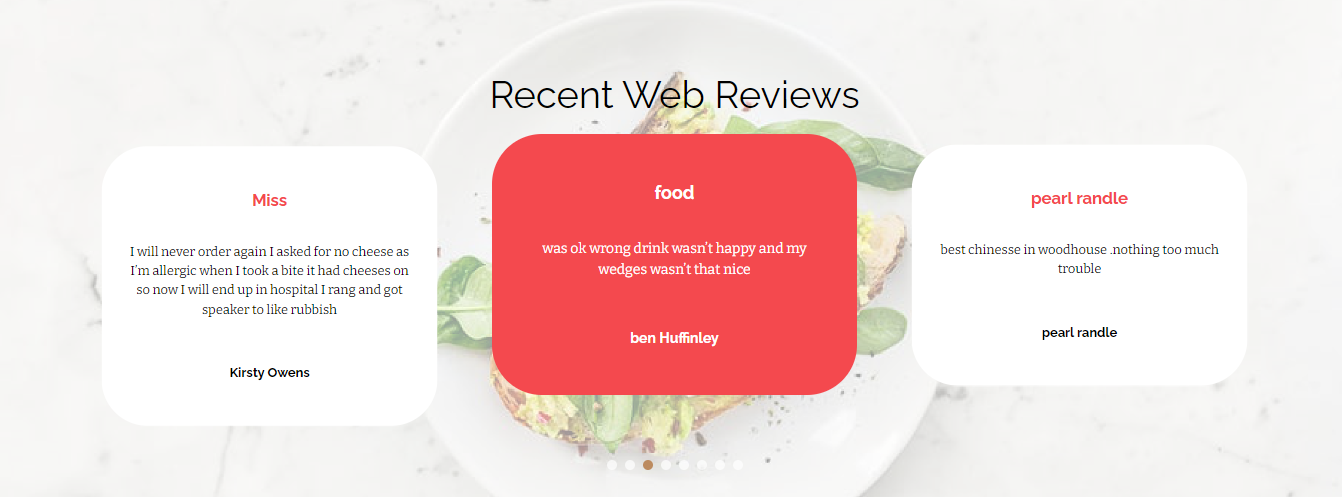 Recent Web Reviews
Miss
I will never order again I asked for no cheese as
I'm allergic when I took a bite it had cheeses on
so now I will end up in hospital I rang and got
speaker to like rubbish
Kirsty Owens
food
was ok wrong drink wasn't happy and my
wedges wasn't that nice
ben Huffinley
pearl randle
best chinesse in woodhouse .nothing too much
trouble
pearl randle